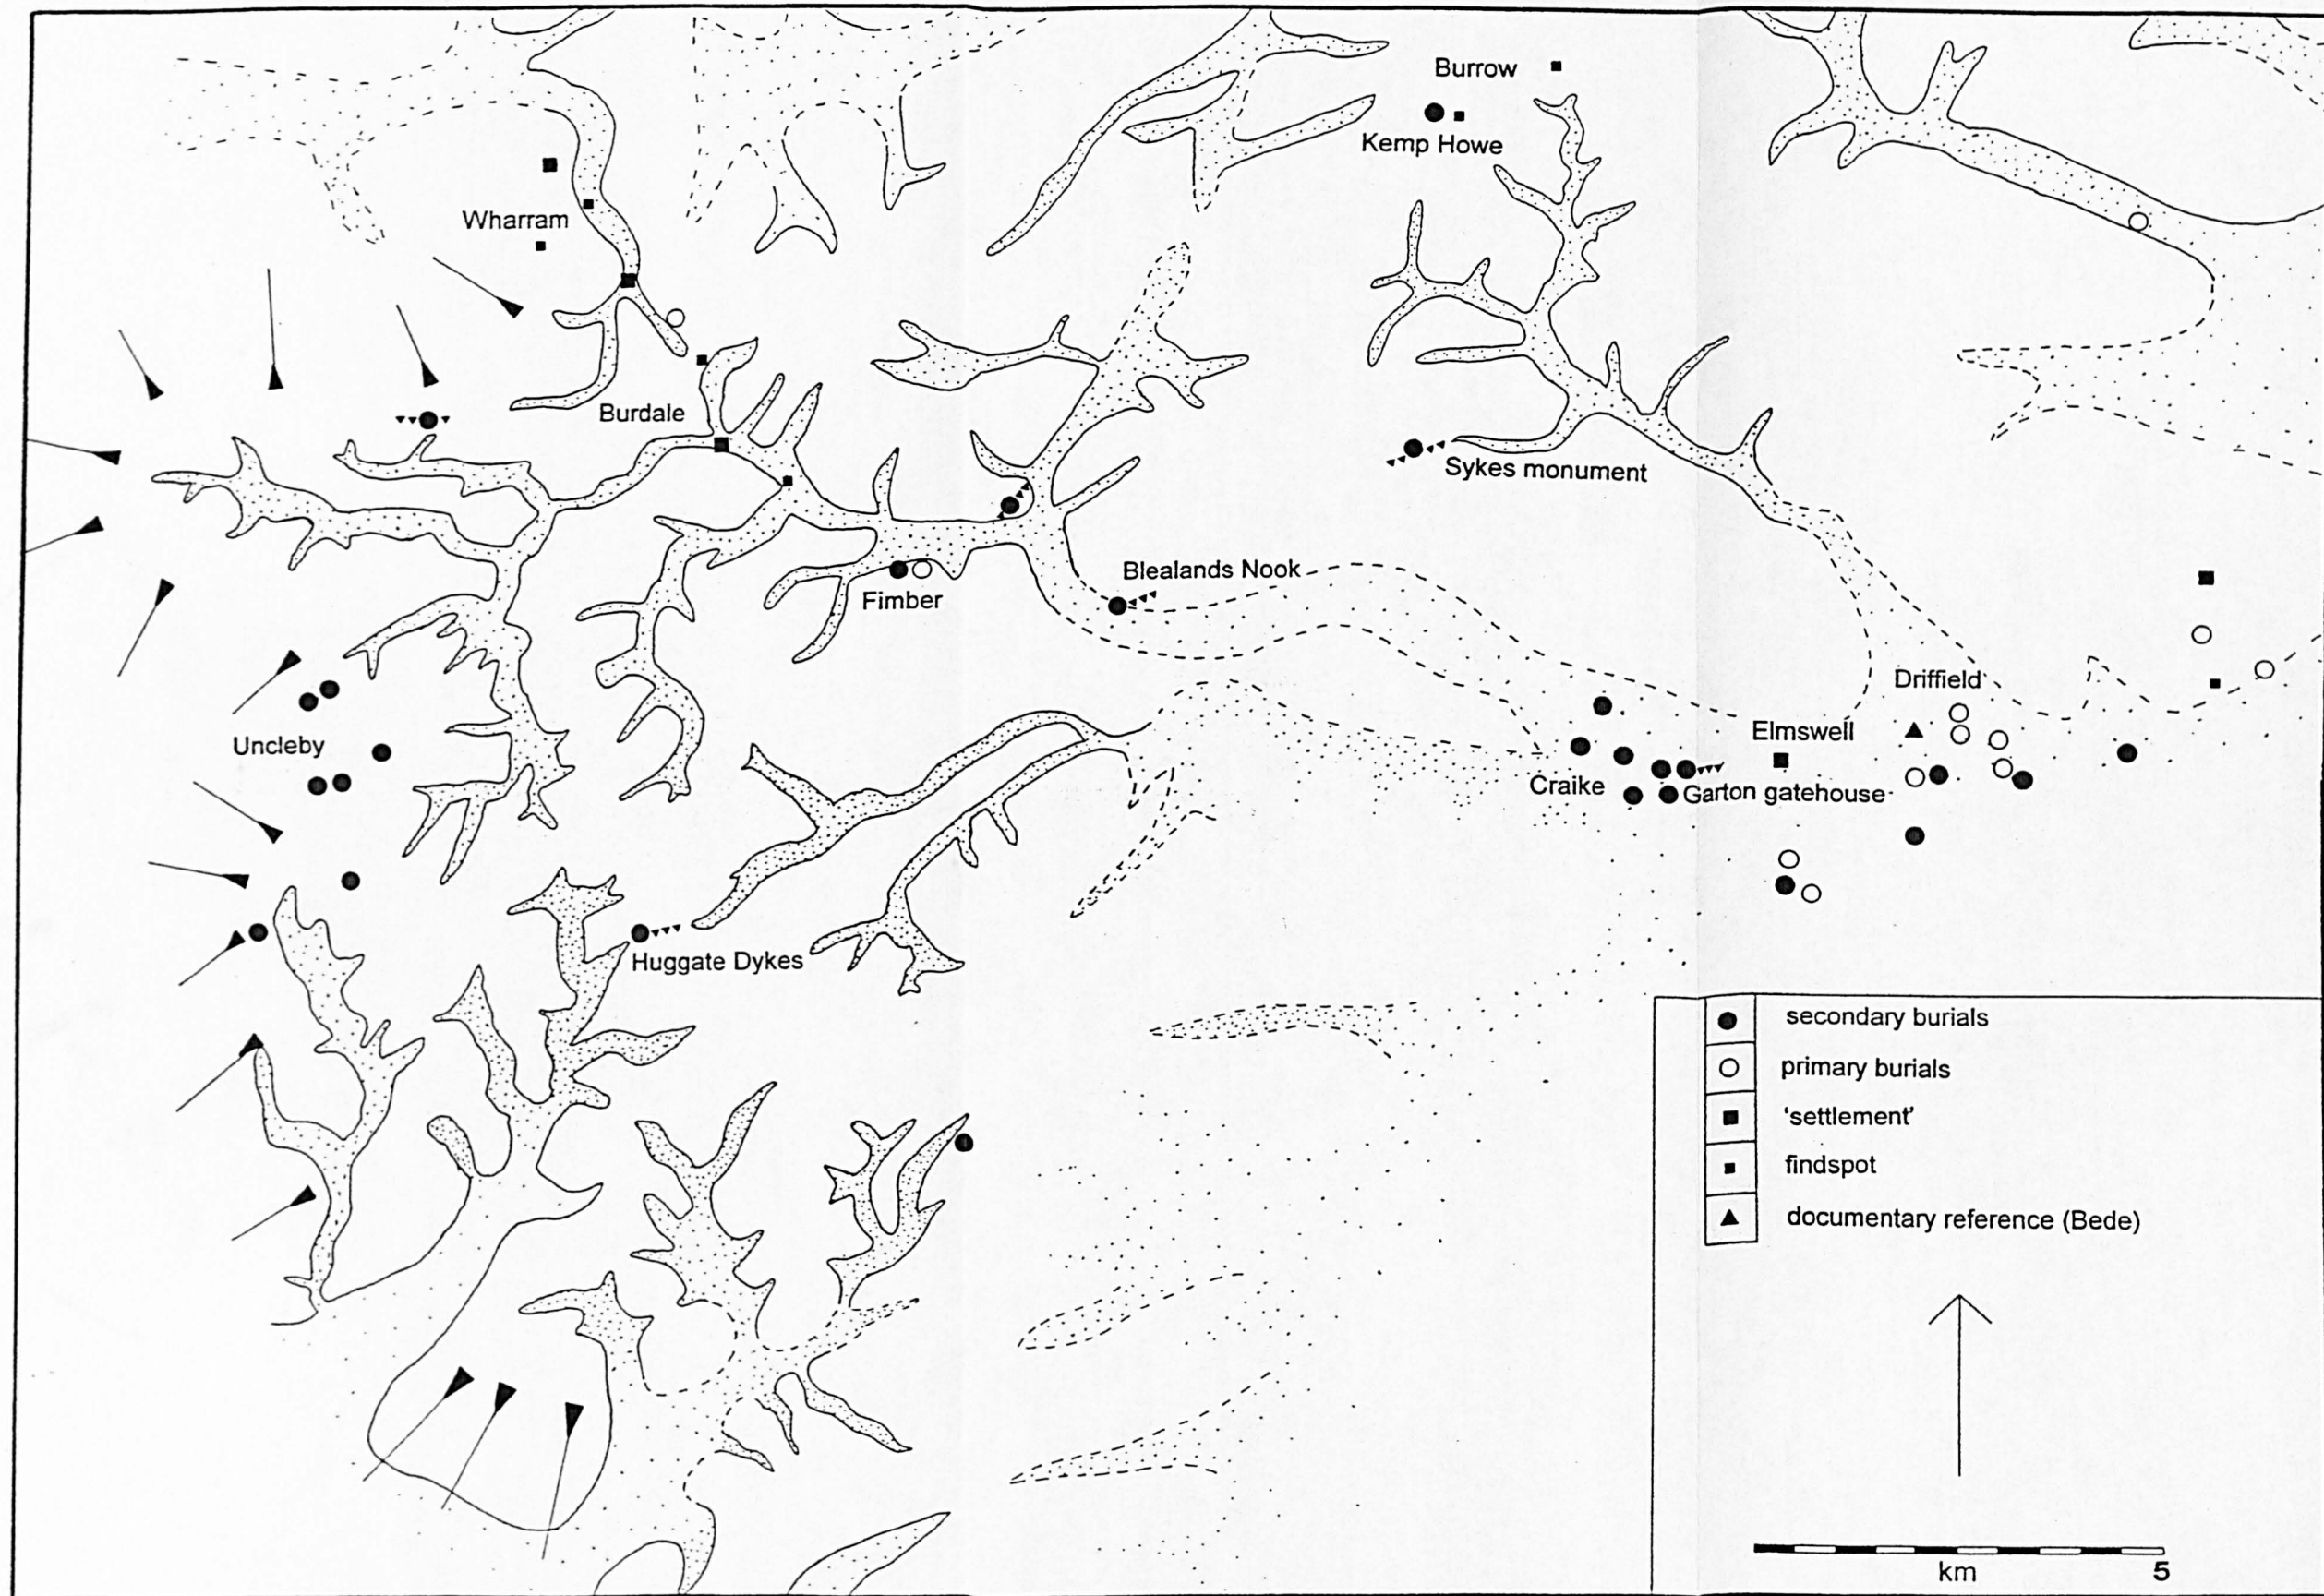 Burrow
Kemp Howe
Wharram
Burdale
Sykes monument
Blealands Nook
Fimber
Driffield
Uncleby
Elmswell
Craike
Garton gatehouse
Huggate Dykes
secondary burials
primary burials
‘settlement’
findspot
documentary reference (Bede)
km 5